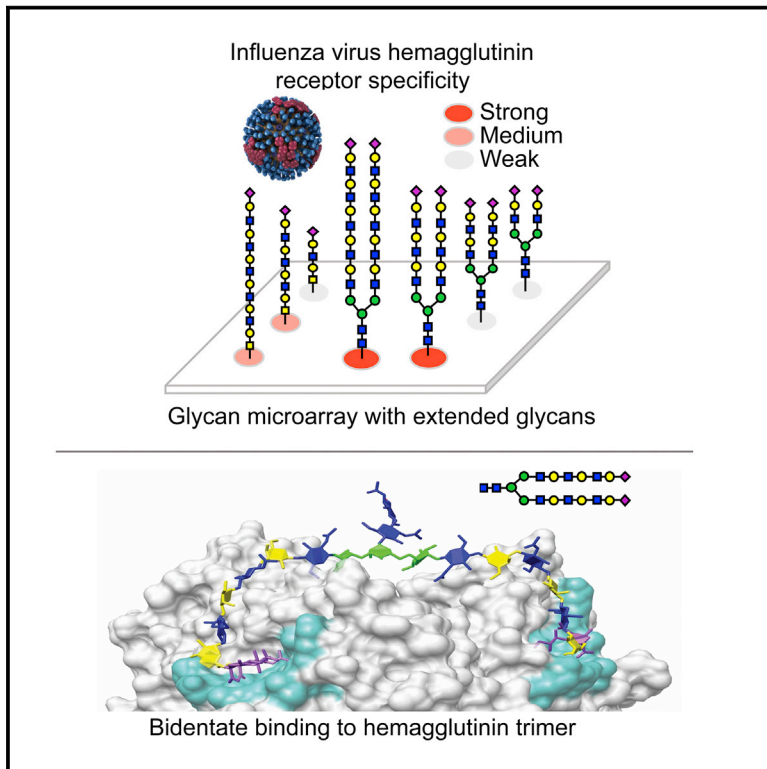 Influenza virus hemagglutinin
receptor specificity
Strong
Medium
Weak
Glycan microarray with extended glycans
Bidentate binding to hemagglutinin trimer